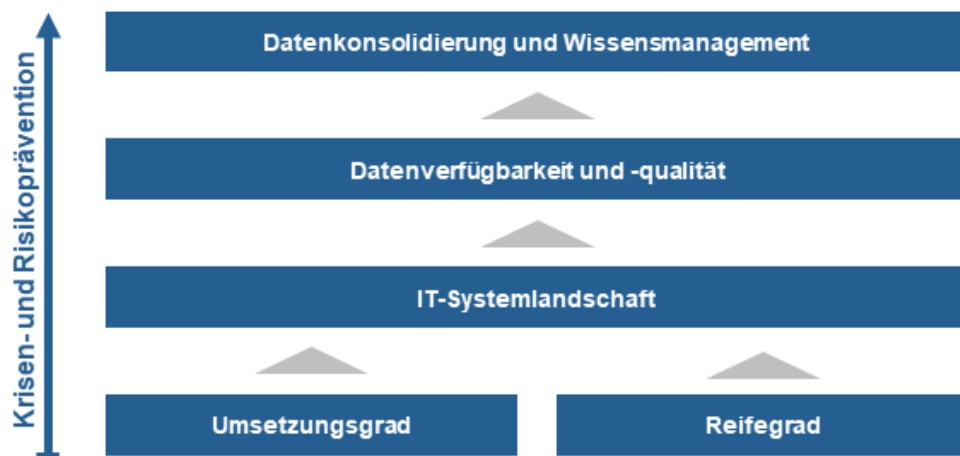 Krisen- und Risikoprävention
Datenkonsolidierung und Wissensmanagement
Datenverfügbarkeit und -qualität
IT-Systemlandschaft
Umsetzungsgrad
Reifegrad